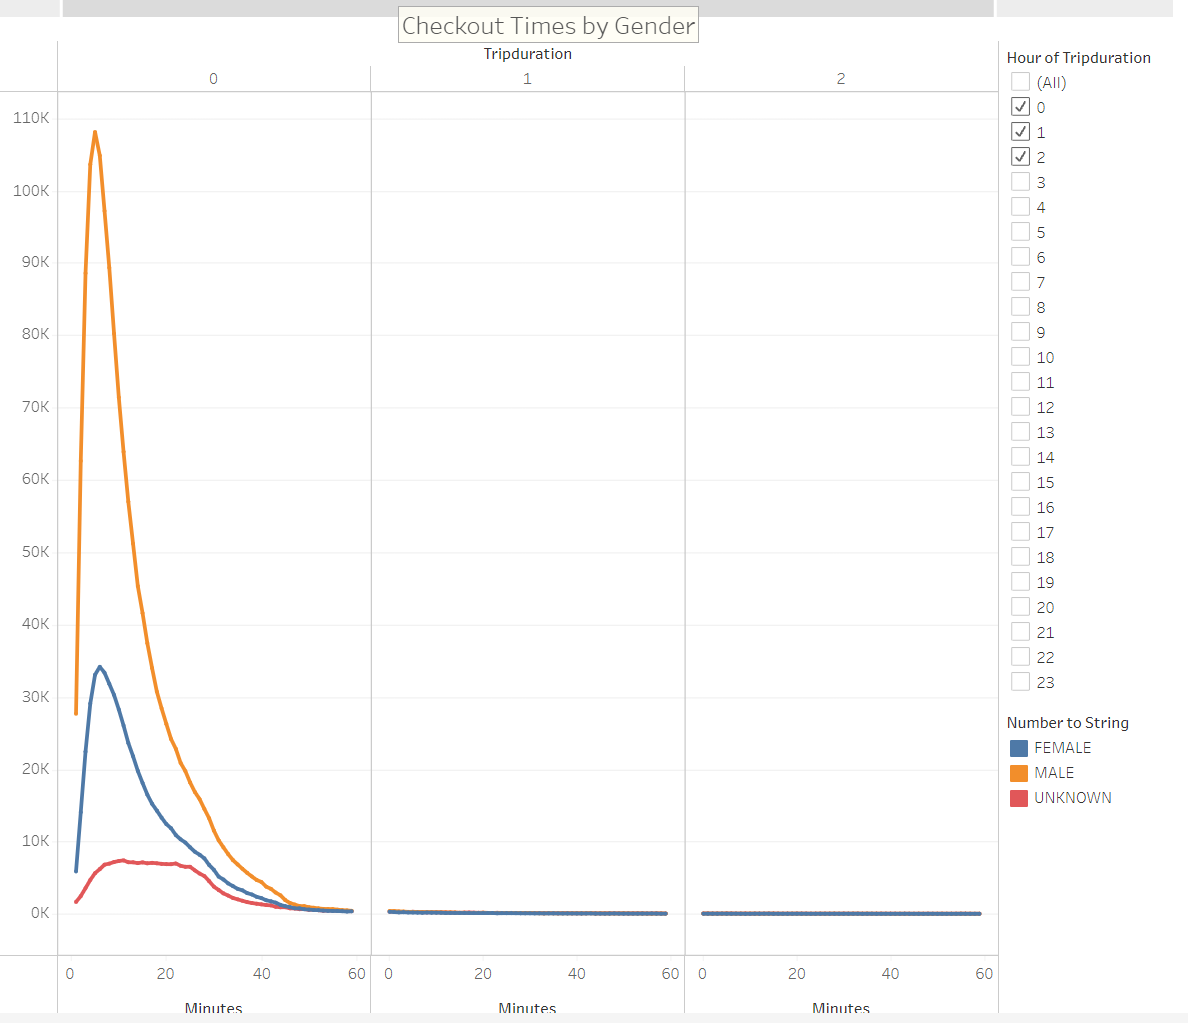 Checkout Times by Gender
Tripduration
0 1 2
110K
100K
90K
80K
70K
60K
50K
40K
30K
20K
10K
0K
0 20 40 60 0 20 40 60 0 20 40 60
Minutes Minutes Minutes
Hour of Tripduration
(All)
0
1
2
3
4
5
6
7
8
9
10
11
12
13
14
15
16
17
18
19
20
21
22
23
Number to String
FEMALE
MALE
UNKNOWN